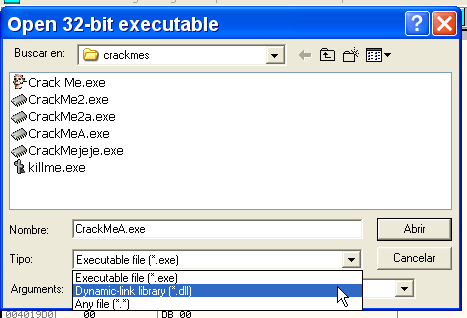 Open 32-bit executable
Buscar en: crackmes
Crack Me.exe
CrackMe2.exe
CrackMe2a.exe
CrackMeA.exe
CrackMejeje.exe
killme.exe
Nombre: CrackMeA.exe Abrir
Tipo: Executable file (*.exe) Cancelar
Executable file (*.exe)
Arguments: Dynamic-link library (*.dll)
Any file (*.*)
004019D0 00 DB 00